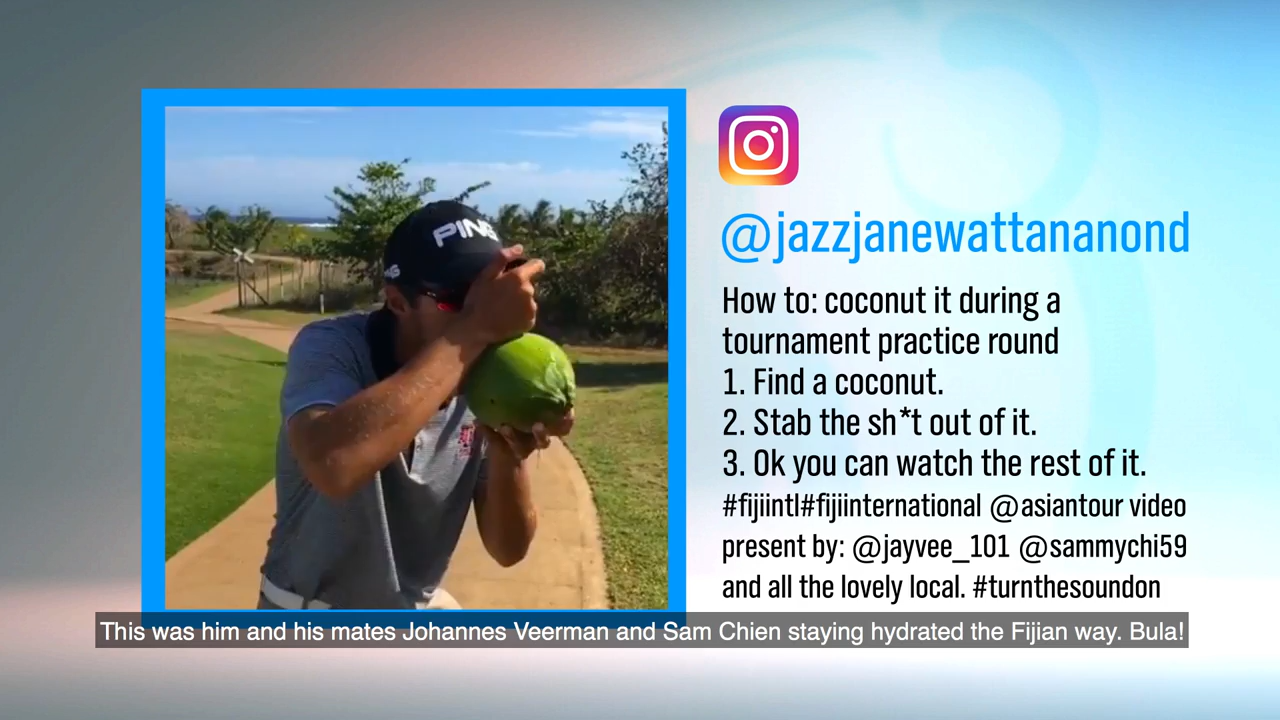 PING
@jazzjanewattananond
How to: coconut it during a
tournament practice round
1. Find a coconut.
2. Stab the sh*t out of it.
3. Ok you can watch the rest of it.
#fijiintl#fijiinternational @asiantour video
present by: @jayvee_101 @sammychi59
and all the lovely local. #turnthesoundon
This was him and his mates Johannes Veerman and Sam Chien staying hydrated the Fijian way. Bula!